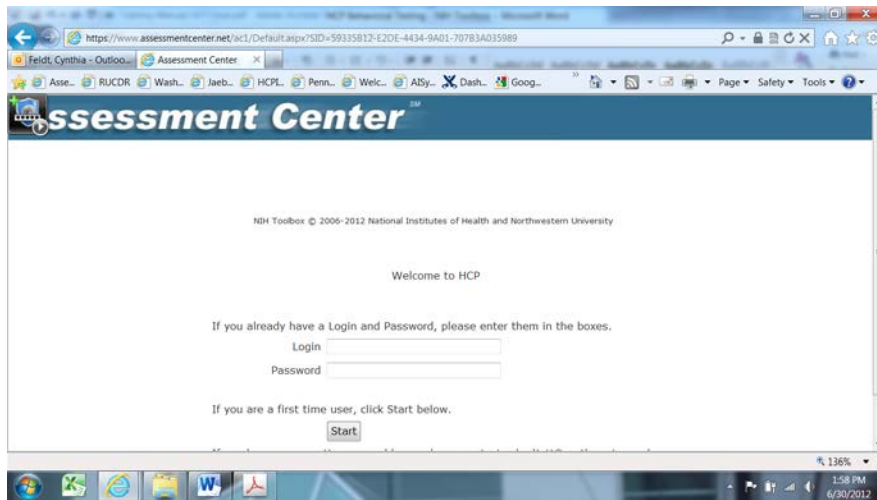 https://www.assessmentcenter.net/ac1/Default.aspx?SID=59335B12-E2DE-4434-9A01-707B3A035989
Feldt, Cynthia - Outloo...
Assessment Center
Asse...
RUCDR
Wash...
Jaeb...
HCPL...
Penn...
Welc...
AISy...
Dash...
Goog...
Page
Safety
Tools
ssessment Center SM
NIH Toolbox © 2006-2012 National Institutes of Health and Northwestern University
Welcome to HCP
If you already have a Login and Password, please enter them in the boxes.
Login
Password
If you are a first time user, click Start below.
Start
136%
1:58 PM
6/30/2012